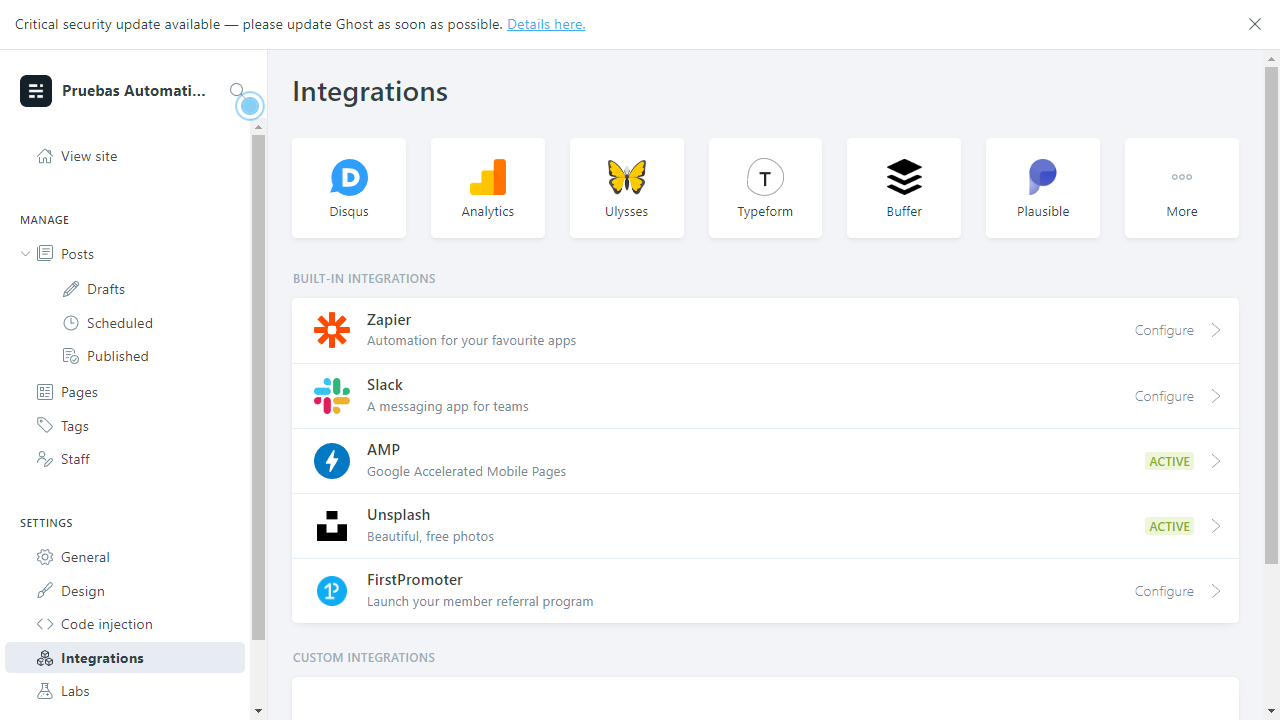 Critical security update available — please update Ghost as soon as possible. Details here.
Pruebas Automati...
View site
MANAGE
Posts
Drafts
Scheduled
Published
Pages
Tags
Staff
SETTINGS
General
Design
Code injection
Integrations
Labs
Integrations
Disqus
Analytics
Ulysses
Typeform
Buffer
Plausible
More
BUILT-IN INTEGRATIONS
Zapier
Automation for your favourite apps
Configure
Slack
A messaging app for teams
Configure
AMP
Google Accelerated Mobile Pages
ACTIVE
Unsplash
Beautiful, free photos
ACTIVE
FirstPromoter
Launch your member referral program
Configure
CUSTOM INTEGRATIONS